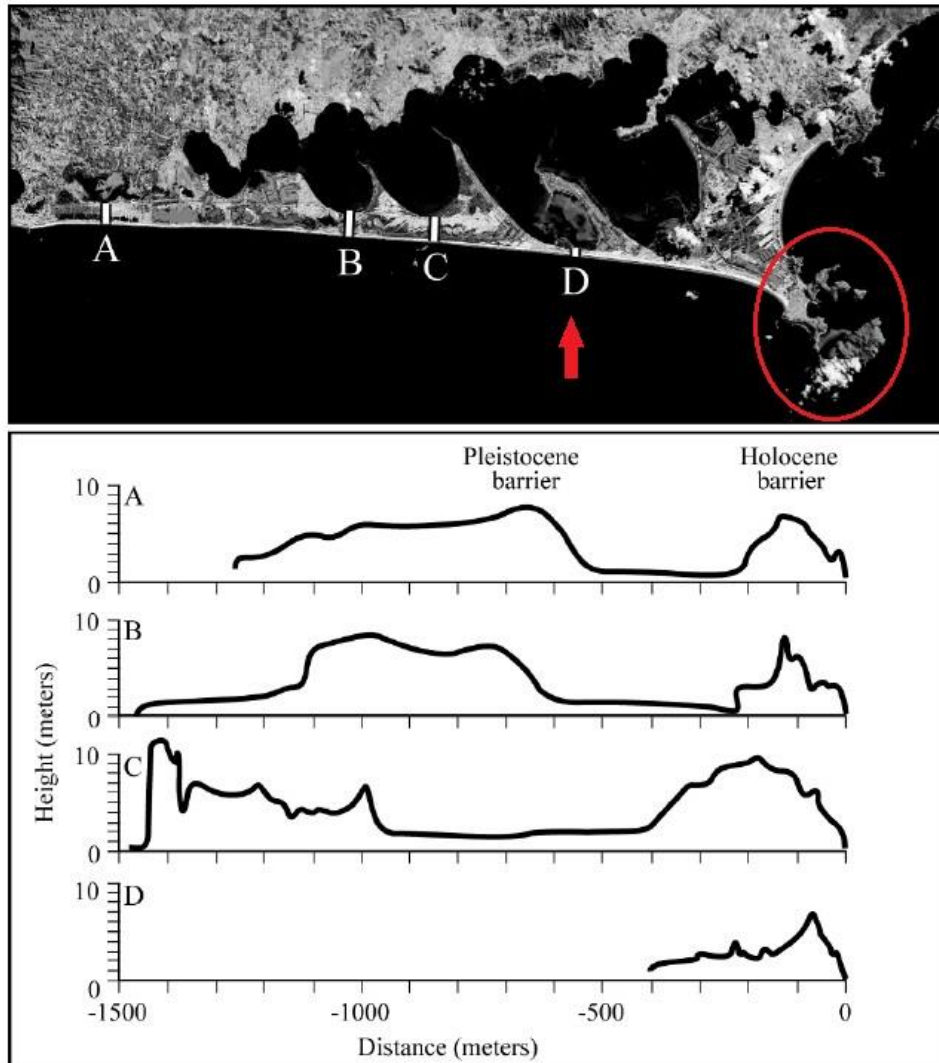 A
B
C
D
Pleistocene
barrier
Holocene
barrier
10
A
0
10
B
0
10
C
0
10
D
0
-1500
-1000
-500
0
Height (meters)
Distance (meters)